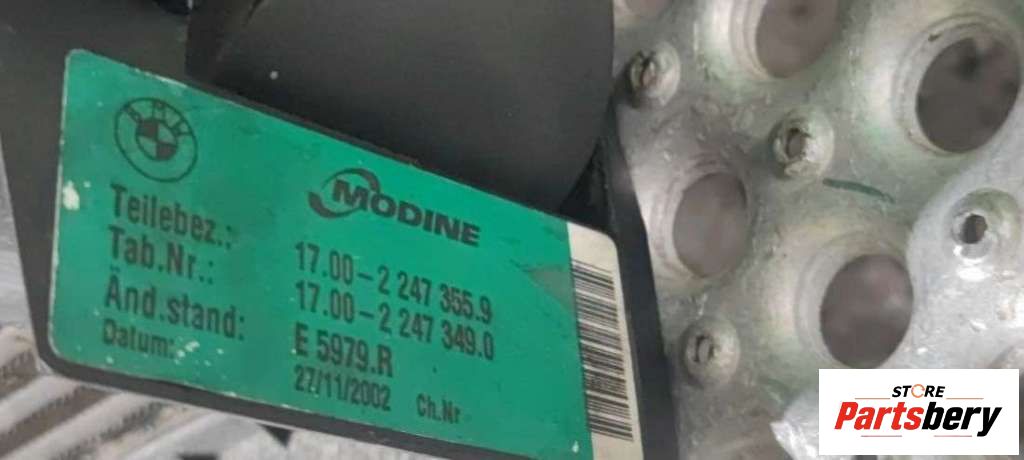 BMW
MODINE
Teilebez.: 17.00-2 247 355.9
Tab.Nr.: 17.00-2 247 349.0
Änd.stand: E 5979.R
Datum: 27/11/2002 Ch.Nr
STORE
Partsbery